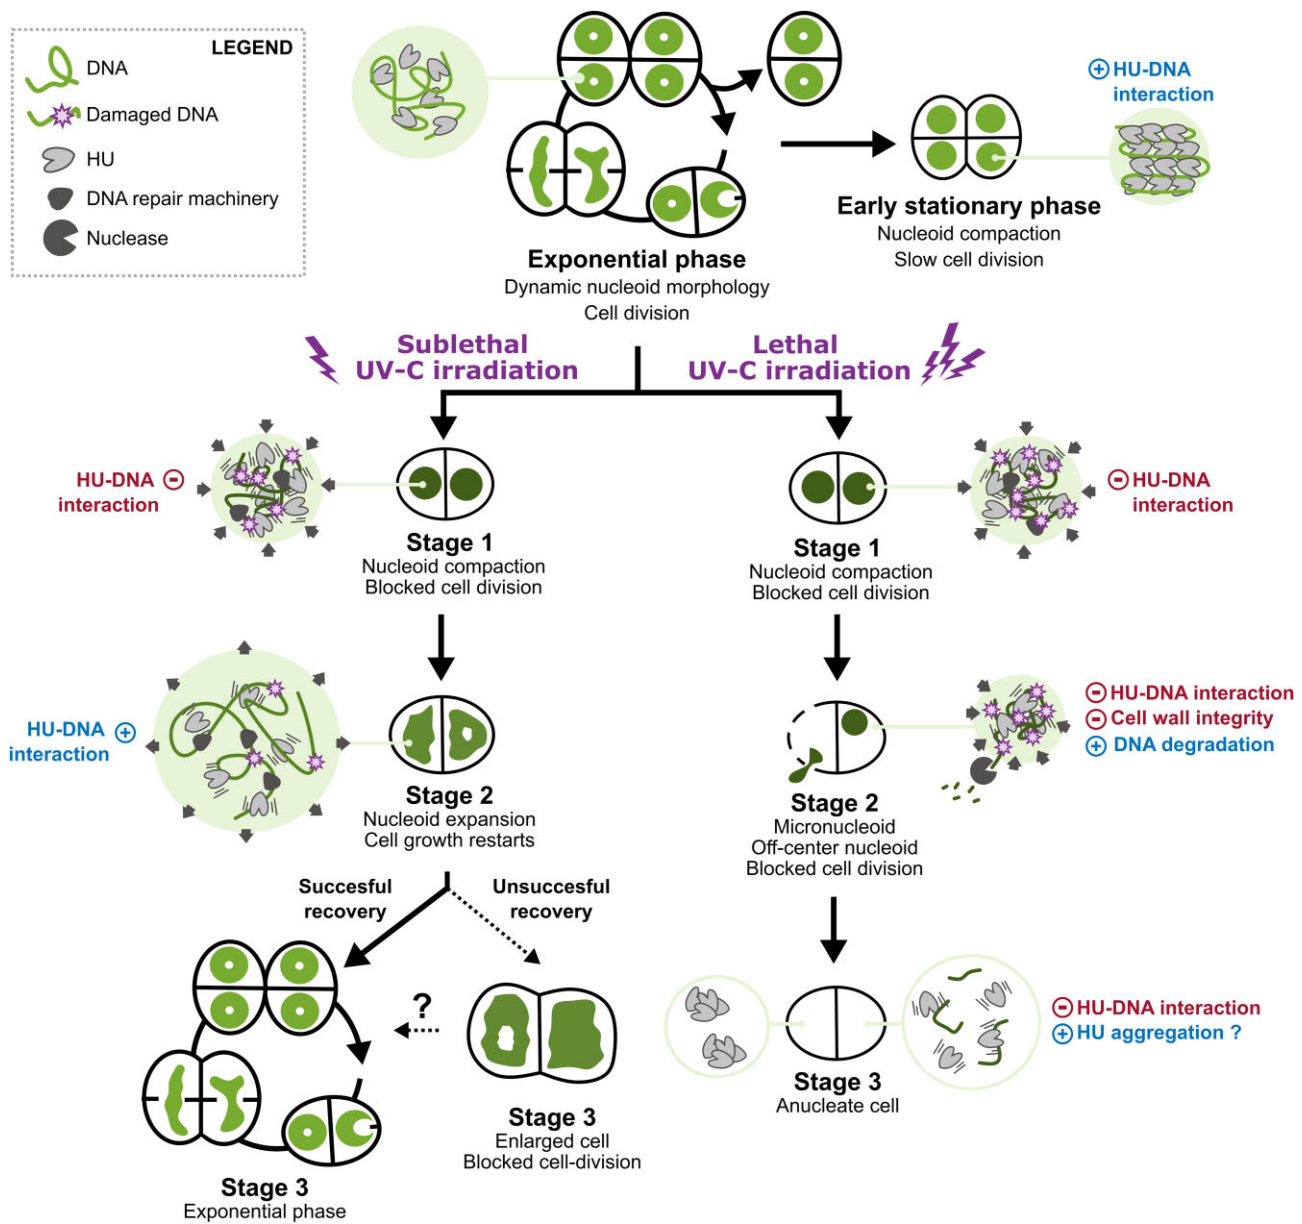 LEGEND
DNA
Damaged DNA
HU
DNA repair machinery
Nuclease
+ HU-DNA
interaction
Exponential phase
Dynamic nucleoid morphology
Cell division
Early stationary phase
Nucleoid compaction
Slow cell division
Sublethal
UV-C irradiation
Lethal
UV-C irradiation
HU-DNA -
interaction
Stage 1
Nucleoid compaction
Blocked cell division
Stage 1
Nucleoid compaction
Blocked cell division
- HU-DNA
interaction
HU-DNA +
interaction
Stage 2
Nucleoid expansion
Cell growth restarts
Stage 2
Micronucleoid
Off-center nucleoid
Blocked cell division
- HU-DNA interaction
- Cell wall integrity
+ DNA degradation
Succesful
recovery
Unsuccesful
recovery
?
Stage 3
Exponential phase
Stage 3
Enlarged cell
Blocked cell-division
Stage 3
Anucleate cell
- HU-DNA interaction
+ HU aggregation ?